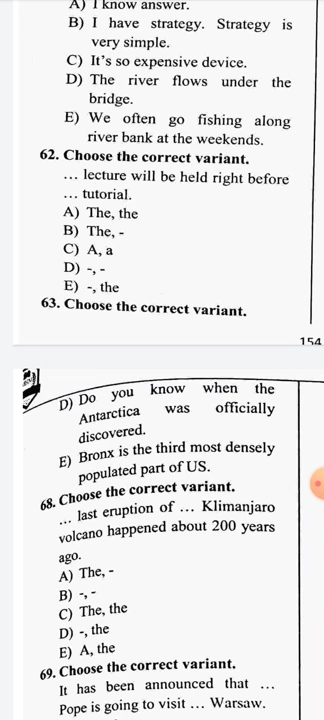 A) I know answer.
B) I have strategy. Strategy is
very simple.
C) It's so expensive device.
D) The river flows under the
bridge.
E) We often go fishing along
river bank at the weekends.
62. Choose the correct variant.
... lecture will be held right before
... tutorial.
A) The, the
B) The, -
C) A, a
D) -, -
E) -, the
63. Choose the correct variant.
154
D) Do you know when the
Antarctica was officially
discovered.
E) Bronx is the third most densely
populated part of US.
68. Choose the correct variant.
... last eruption of ... Klimanjaro
volcano happened about 200 years
ago.
A) The, -
B) -, -
C) The, the
D) -, the
E) A, the
69. Choose the correct variant.
It has been announced that ...
Pope is going to visit ... Warsaw.